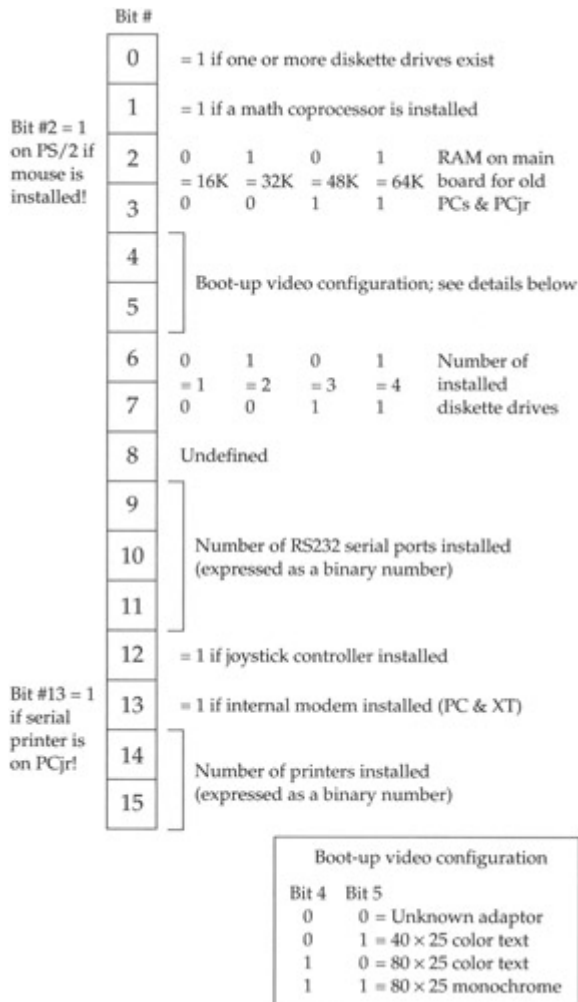 Bit #
0 = 1 if one or more diskette drives exist
1 = 1 if a math coprocessor is installed
Bit #2 = 1
on PS/2 if
mouse is
installed!
2 0 1 0 1 RAM on main
= 16K = 32K = 48K = 64K board for old
3 0 0 1 1 PCs & PCjr
4
Boot-up video configuration; see details below
5
6 0 1 0 1 Number of
= 1 = 2 = 3 = 4 installed
7 0 0 1 1 diskette drives
8 Undefined
9
10 Number of RS232 serial ports installed
(expressed as a binary number)
11
12 = 1 if joystick controller installed
Bit #13 = 1
if serial
printer is
on PCjr!
13 = 1 if internal modem installed (PC & XT)
14
Number of printers installed
(expressed as a binary number)
15
Boot-up video configuration
Bit 4 Bit 5
0 0 = Unknown adaptor
0 1 = 40 × 25 color text
1 0 = 80 × 25 color text
1 1 = 80 × 25 monochrome